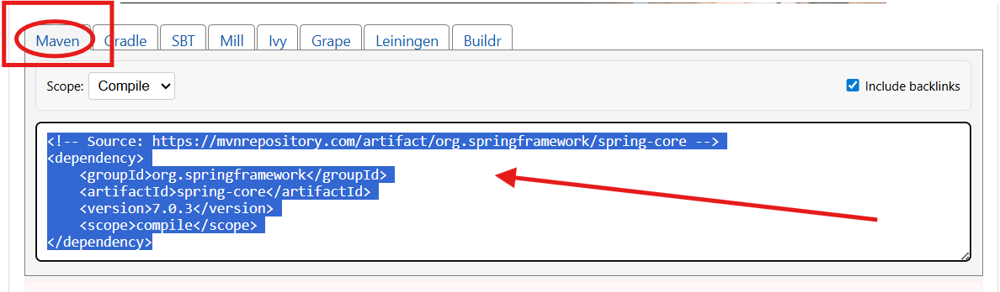 Maven Gradle SBT Mill Ivy Grape Leiningen Buildr
Scope: Compile Include backlinks
<!-- Source: https://mvnrepository.com/artifact/org.springframework/spring-core -->
<dependency>
    <groupId>org.springframework</groupId>
    <artifactId>spring-core</artifactId>
    <version>7.0.3</version>
    <scope>compile</scope>
</dependency>